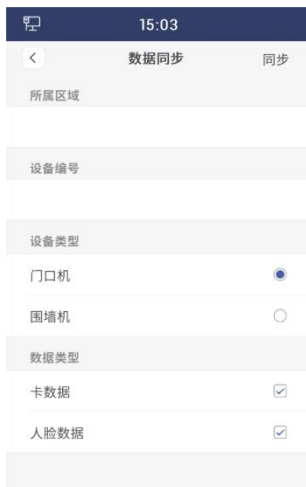 15:03
数据同步 同步
所属区域
设备编号
设备类型
门口机
围墙机
数据类型
卡数据
人脸数据